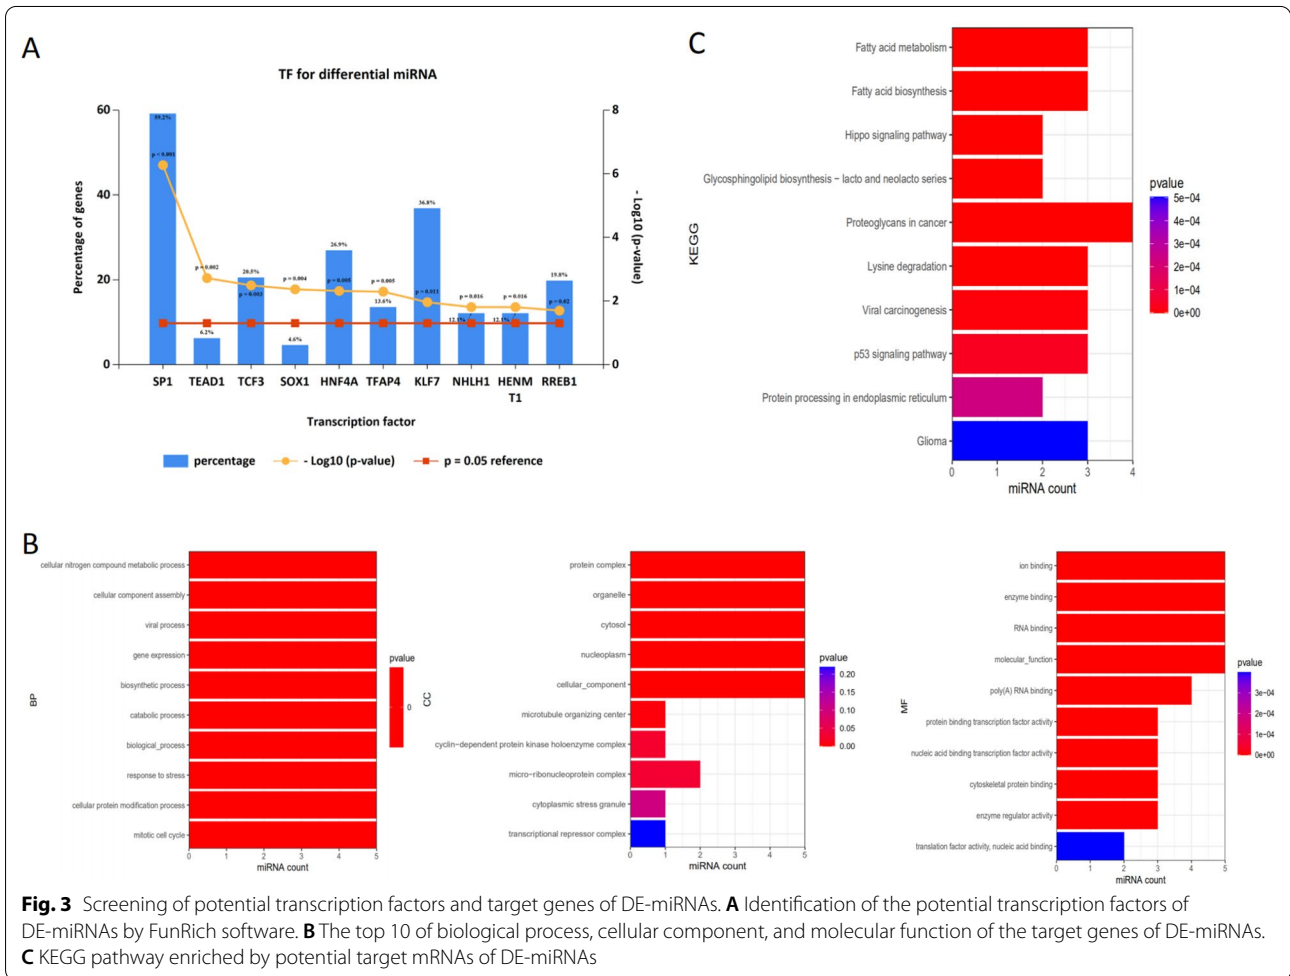 A
TF for differential miRNA
Percentage of genes
- Log10 (p-value)
60
40
20
0
8
6
4
2
0
59.2%
p = 0.001
p = 0.002
6.2%
20.5%
p = 0.003
p = 0.004
4.6%
26.9%
p = 0.005
p = 0.005
13.6%
36.8%
p = 0.011
p = 0.016
12.1%
p = 0.016
12.1%
19.8%
p = 0.02
SP1 TEAD1 TCF3 SOX1 HNF4A TFAP4 KLF7 NHLH1 HENM RREB1
T1
Transcription factor
percentage - Log10 (p-value) p = 0.05 reference
C
KEGG
Fatty acid metabolism
Fatty acid biosynthesis
Hippo signaling pathway
Glycosphingolipid biosynthesis − lacto and neolacto series
Proteoglycans in cancer
Lysine degradation
Viral carcinogenesis
p53 signaling pathway
Protein processing in endoplasmic reticulum
Glioma
0 1 2 3 4
miRNA count
pvalue
5e−04
4e−04
3e−04
2e−04
1e−04
0e+00
B
BP
cellular nitrogen compound metabolic process
cellular component assembly
viral process
gene expression
biosynthetic process
catabolic process
biological_process
response to stress
cellular protein modification process
mitotic cell cycle
0 1 2 3 4 5
miRNA count
pvalue
0
CC
protein complex
organelle
cytosol
nucleoplasm
cellular_component
microtubule organizing center
cyclin−dependent protein kinase holoenzyme complex
micro−ribonucleoprotein complex
cytoplasmic stress granule
transcriptional repressor complex
0 1 2 3 4 5
miRNA count
pvalue
0.20
0.15
0.10
0.05
0.00
MF
ion binding
enzyme binding
RNA binding
molecular_function
poly(A) RNA binding
protein binding transcription factor activity
nucleic acid binding transcription factor activity
cytoskeletal protein binding
enzyme regulator activity
translation factor activity, nucleic acid binding
0 1 2 3 4 5
miRNA count
pvalue
3e−04
2e−04
1e−04
0e+00
Fig. 3 Screening of potential transcription factors and target genes of DE-miRNAs. A Identification of the potential transcription factors of
DE-miRNAs by FunRich software. B The top 10 of biological process, cellular component, and molecular function of the target genes of DE-miRNAs.
C KEGG pathway enriched by potential target mRNAs of DE-miRNAs